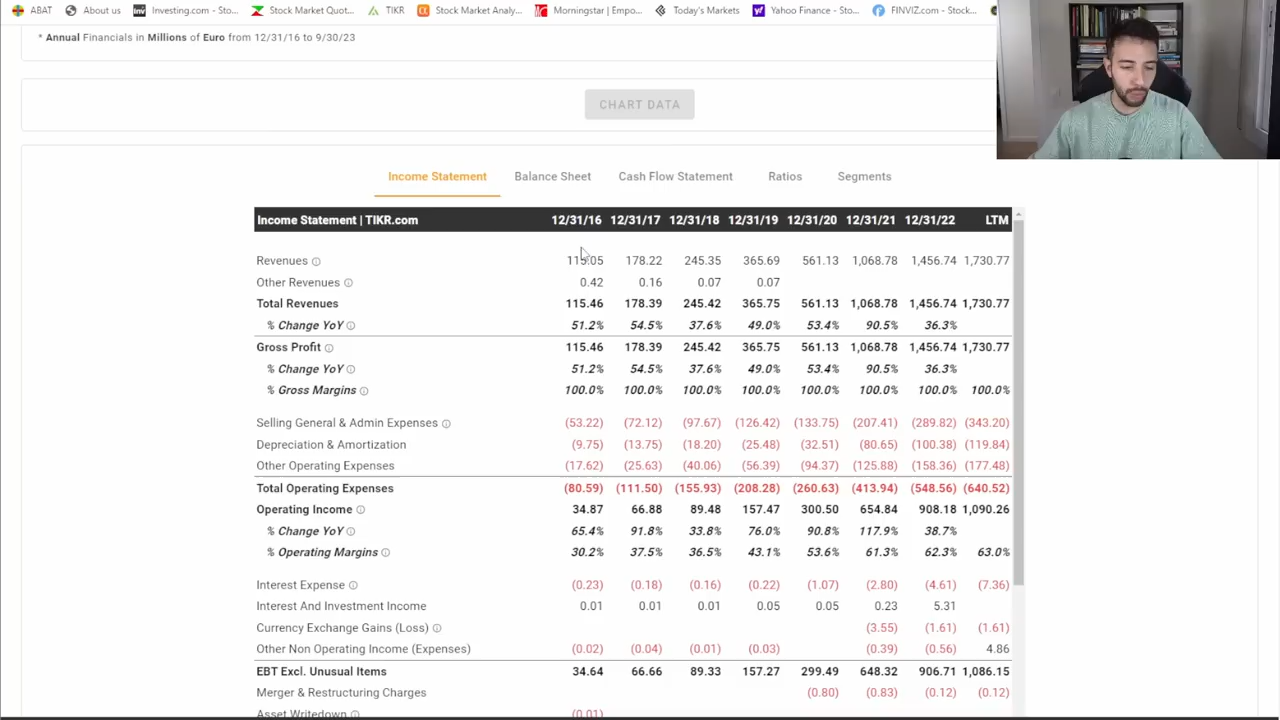 ABAT About us Investing.com - Sto... Stock Market Quot... TIKR Stock Market Analy... Morningstar | Empo... Today's Markets Yahoo Finance - Sto... FINVIZ.com - Stock...
* Annual Financials in Millions of Euro from 12/31/16 to 9/30/23
CHART DATA
Income Statement Balance Sheet Cash Flow Statement Ratios Segments
Income Statement | TIKR.com 12/31/16 12/31/17 12/31/18 12/31/19 12/31/20 12/31/21 12/31/22 LTM
Revenues 115.05 178.22 245.35 365.69 561.13 1,068.78 1,456.74 1,730.77
Other Revenues 0.42 0.16 0.07 0.07
Total Revenues 115.46 178.39 245.42 365.75 561.13 1,068.78 1,456.74 1,730.77
% Change YoY 51.2% 54.5% 37.6% 49.0% 53.4% 90.5% 36.3%
Gross Profit 115.46 178.39 245.42 365.75 561.13 1,068.78 1,456.74 1,730.77
% Change YoY 51.2% 54.5% 37.6% 49.0% 53.4% 90.5% 36.3%
% Gross Margins 100.0% 100.0% 100.0% 100.0% 100.0% 100.0% 100.0% 100.0%
Selling General & Admin Expenses (53.22) (72.12) (97.67) (126.42) (133.75) (207.41) (289.82) (343.20)
Depreciation & Amortization (9.75) (13.75) (18.20) (25.48) (32.51) (80.65) (100.38) (119.84)
Other Operating Expenses (17.62) (25.63) (40.06) (56.39) (94.37) (125.88) (158.36) (177.48)
Total Operating Expenses (80.59) (111.50) (155.93) (208.28) (260.63) (413.94) (548.56) (640.52)
Operating Income 34.87 66.88 89.48 157.47 300.50 654.84 908.18 1,090.26
% Change YoY 65.4% 91.8% 33.8% 76.0% 90.8% 117.9% 38.7%
% Operating Margins 30.2% 37.5% 36.5% 43.1% 53.6% 61.3% 62.3% 63.0%
Interest Expense (0.23) (0.18) (0.16) (0.22) (1.07) (2.80) (4.61) (7.36)
Interest And Investment Income 0.01 0.01 0.01 0.05 0.05 0.23 5.31
Currency Exchange Gains (Loss) (3.55) (1.61) (1.61)
Other Non Operating Income (Expenses) (0.02) (0.04) (0.01) (0.03) (0.39) (0.56) 4.86
EBT Excl. Unusual Items 34.64 66.66 89.33 157.27 299.49 648.32 906.71 1,086.15
Merger & Restructuring Charges (0.80) (0.83) (0.12) (0.12)
Asset Writedown (0.01)